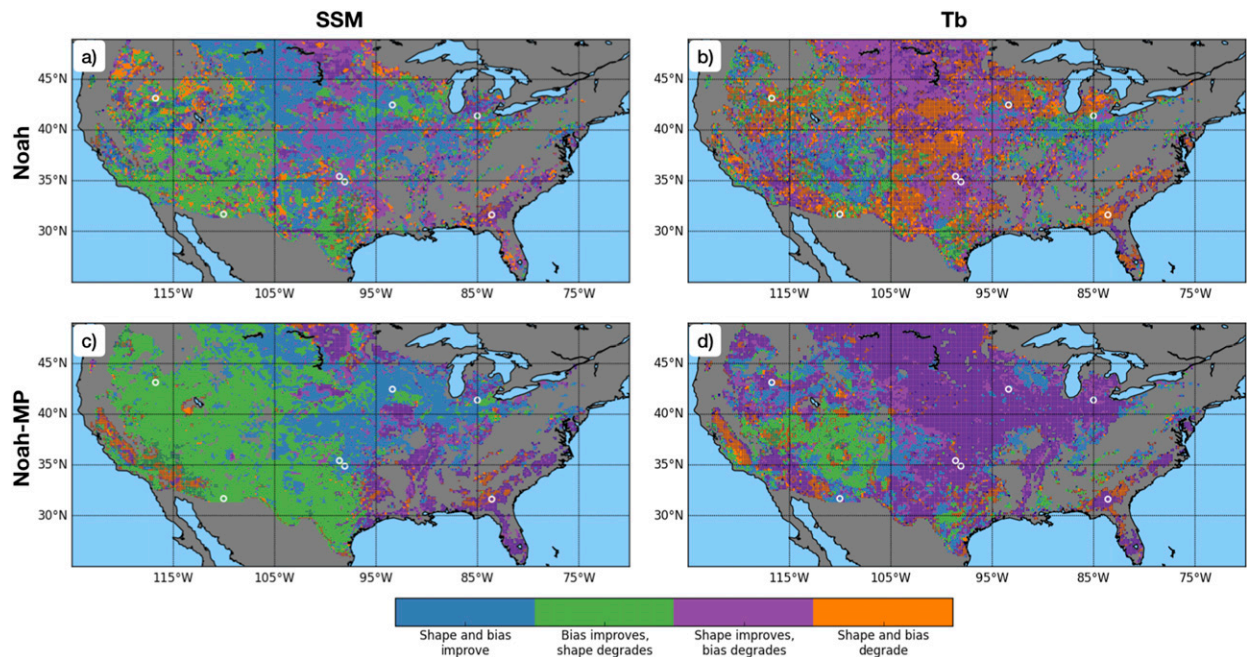 SSM Tb
Noah
a)
45°N
40°N
35°N
30°N
115°W 105°W 95°W 85°W 75°W
b)
45°N
40°N
35°N
30°N
115°W 105°W 95°W 85°W 75°W
Noah-MP
c)
45°N
40°N
35°N
30°N
115°W 105°W 95°W 85°W 75°W
d)
45°N
40°N
35°N
30°N
115°W 105°W 95°W 85°W 75°W
Shape and bias
improve
Bias improves,
shape degrades
Shape improves,
bias degrades
Shape and bias
degrade